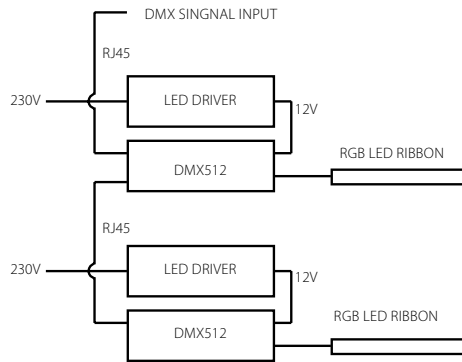 DMX SINGNAL INPUT
RJ45
230V
LED DRIVER
12V
RGB LED RIBBON
DMX512
RJ45
230V
LED DRIVER
12V
RGB LED RIBBON
DMX512